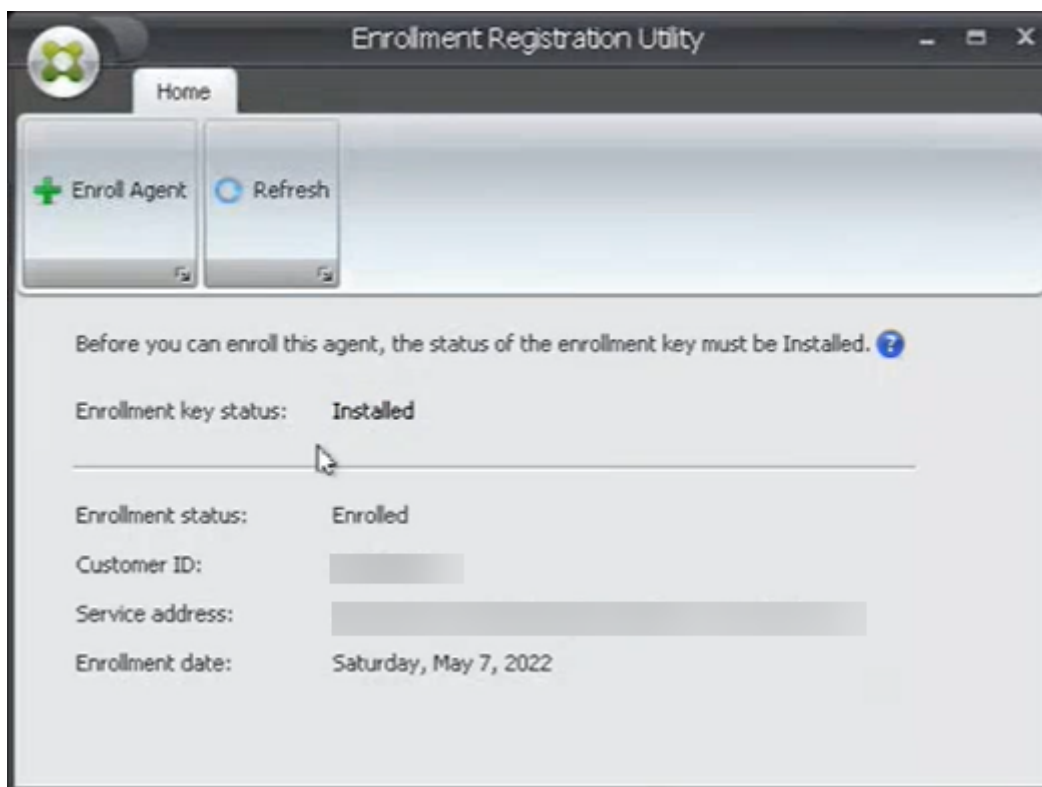 Enrollment Registration Utility
Home
Enroll Agent
Refresh
Before you can enroll this agent, the status of the enrollment key must be Installed.
Enrollment key status: Installed
Enrollment status: Enrolled
Customer ID:
Service address:
Enrollment date: Saturday, May 7, 2022